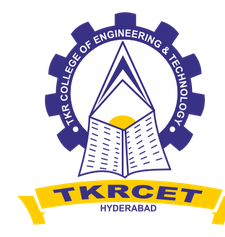 TKR COLLEGE OF ENGINEERING & TECHNOLOGY
TKRCET
HYDERABAD